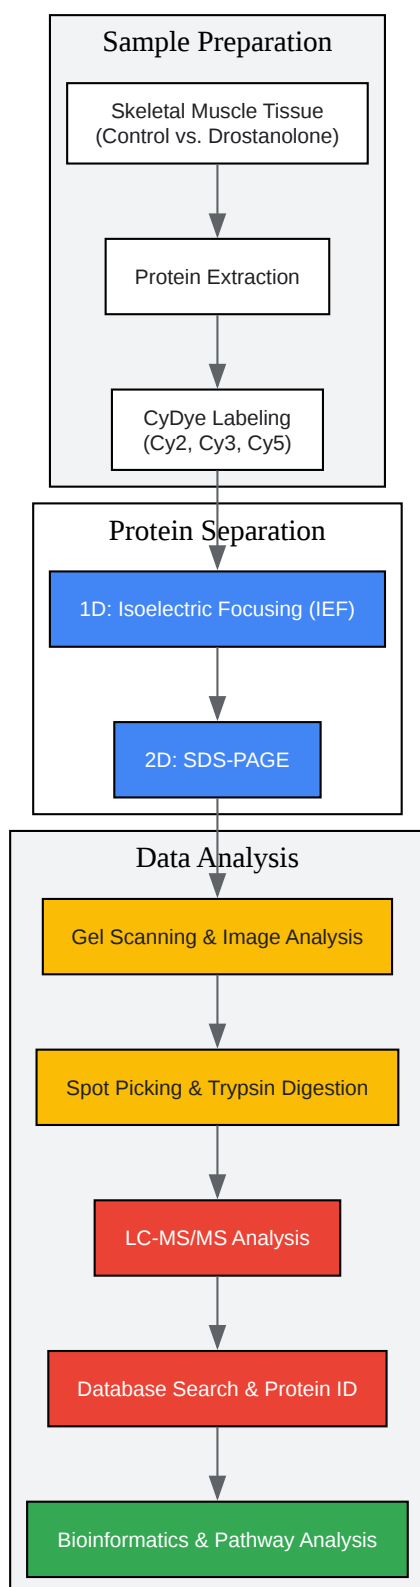 Sample Preparation
Skeletal Muscle Tissue
(Control vs. Drostanolone)
Protein Extraction
CyDye Labeling
(Cy2, Cy3, Cy5)
Protein Separation
1D: Isoelectric Focusing (IEF)
2D: SDS-PAGE
Data Analysis
Gel Scanning & Image Analysis
Spot Picking & Trypsin Digestion
LC-MS/MS Analysis
Database Search & Protein ID
Bioinformatics & Pathway Analysis